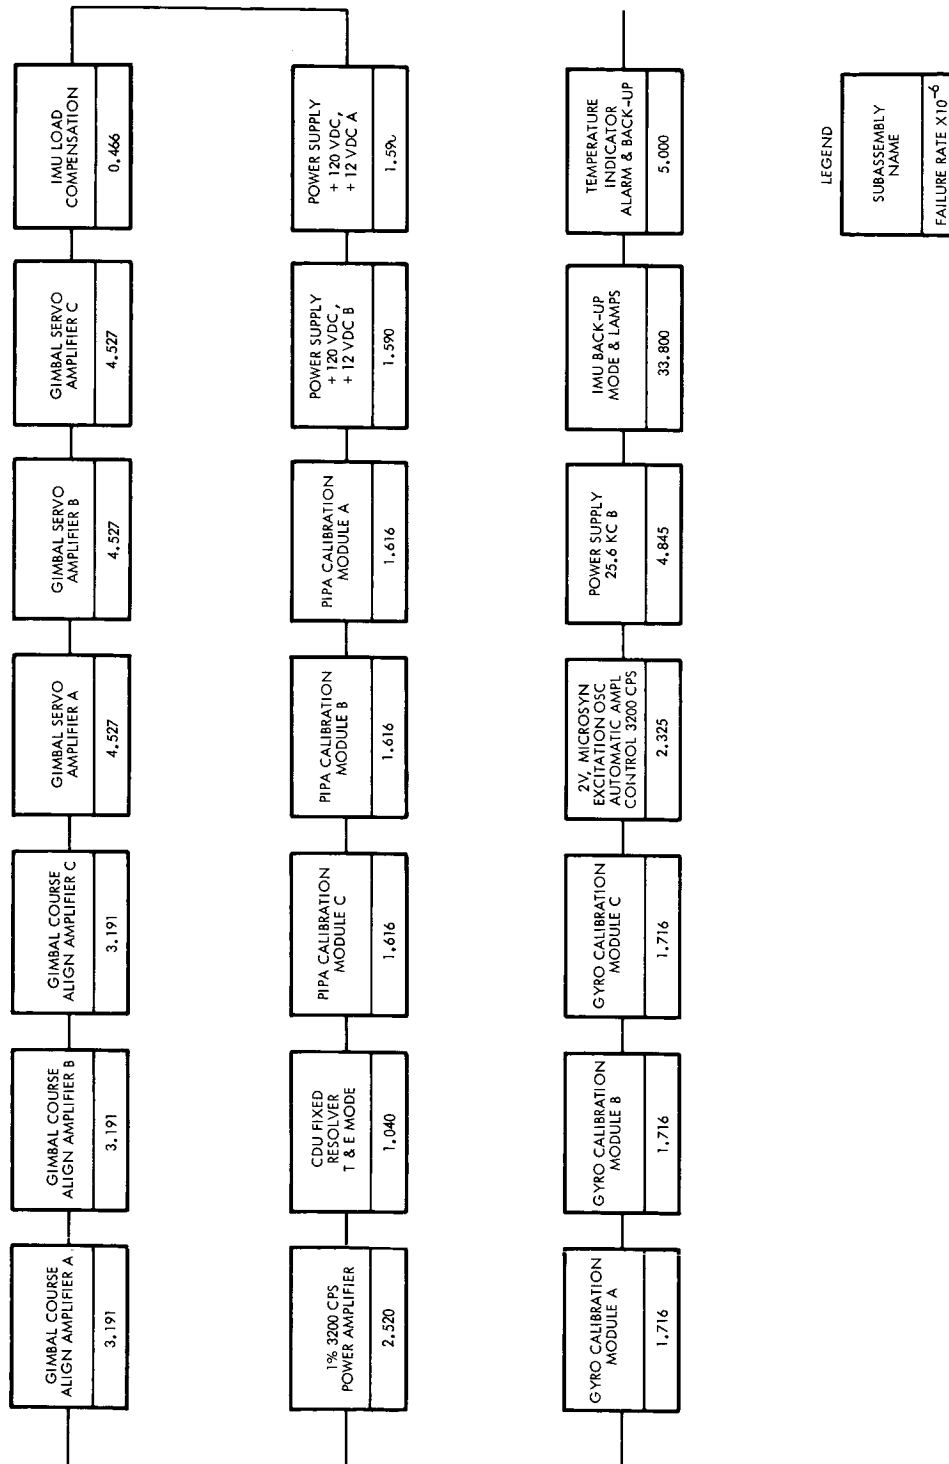 GIMBAL COURSE
ALIGN AMPLIFIER A
3.191
GIMBAL COURSE
ALIGN AMPLIFIER B
3.191
GIMBAL COURSE
ALIGN AMPLIFIER C
3.191
GIMBAL SERVO
AMPLIFIER A
4.527
GIMBAL SERVO
AMPLIFIER B
4.527
GIMBAL SERVO
AMPLIFIER C
4.527
IMU LOAD
COMPENSATION
0.466
1% 3200 CPS
POWER AMPLIFIER
2.520
CDU FIXED
RESOLVER
T & E MODE
1.040
PIPA CALIBRATION
MODULE C
1.616
PIPA CALIBRATION
MODULE B
1.616
PIPA CALIBRATION
MODULE A
1.616
POWER SUPPLY
+ 120 VDC,
+ 12 VDC B
1.590
POWER SUPPLY
+ 120 VDC,
+ 12 VDC A
1.590
GYRO CALIBRATION
MODULE A
1.716
GYRO CALIBRATION
MODULE B
1.716
GYRO CALIBRATION
MODULE C
1.716
2V, MICROSYN
EXCITATION OSC
AUTOMATIC AMPL
CONTROL 3200 CPS
2.325
POWER SUPPLY
25.6 KC B
4.845
IMU BACK-UP
MODE & LAMPS
33.800
TEMPERATURE
INDICATOR
ALARM & BACK-UP
5.000
LEGEND
SUBASSEMBLY
NAME
FAILURE RATE X10⁻⁶